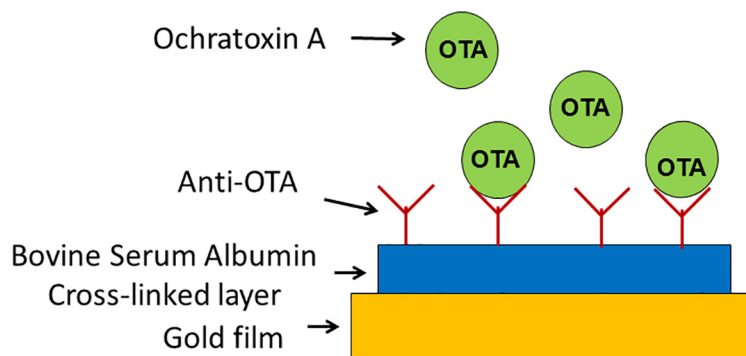 Ochratoxin A
OTA
OTA
OTA
OTA
Anti-OTA
Bovine Serum Albumin
Cross-linked layer
Gold film